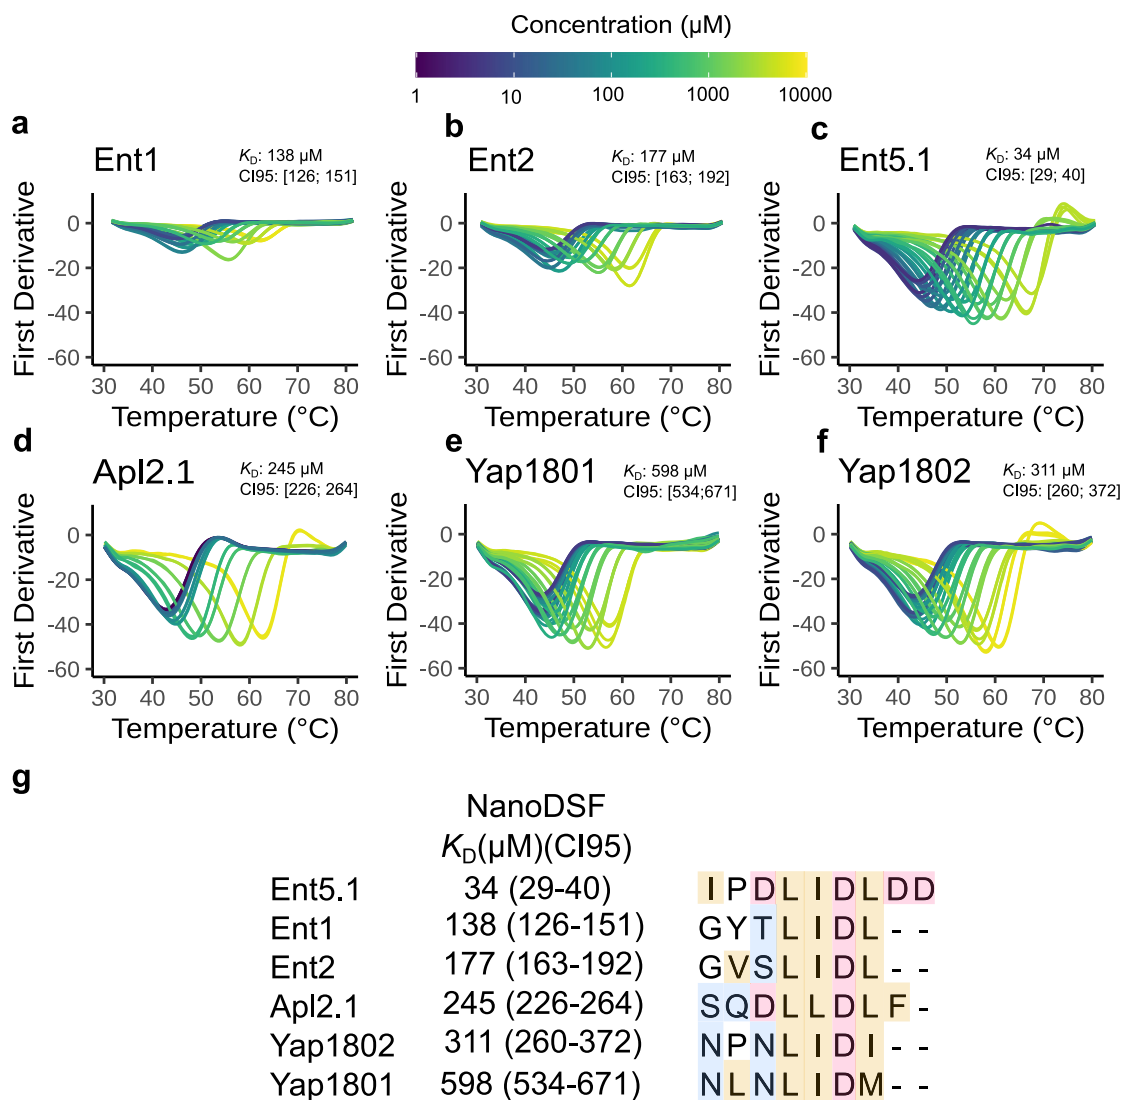 Concentration (µM)
1 10 100 1000 10000
a
Ent1
K_D: 138 µM
CI95: [126; 151]
First Derivative
0
-20
-40
-60
30 40 50 60 70 80
Temperature (°C)
b
Ent2
K_D: 177 µM
CI95: [163; 192]
First Derivative
0
-20
-40
-60
30 40 50 60 70 80
Temperature (°C)
c
Ent5.1
K_D: 34 µM
CI95: [29; 40]
First Derivative
0
-20
-40
-60
30 40 50 60 70 80
Temperature (°C)
d
Apl2.1
K_D: 245 µM
CI95: [226; 264]
First Derivative
0
-20
-40
-60
30 40 50 60 70 80
Temperature (°C)
e
Yap1801
K_D: 598 µM
CI95: [534;671]
First Derivative
0
-20
-40
-60
30 40 50 60 70 80
Temperature (°C)
f
Yap1802
K_D: 311 µM
CI95: [260; 372]
First Derivative
0
-20
-40
-60
30 40 50 60 70 80
Temperature (°C)
g
NanoDSF
K_D(µM)(CI95)
Ent5.1 34 (29-40) I P D L I D L D D
Ent1 138 (126-151) G Y T L I D L - -
Ent2 177 (163-192) G V S L I D L - -
Apl2.1 245 (226-264) S Q D L L D L F -
Yap1802 311 (260-372) N P N L I D I - -
Yap1801 598 (534-671) N L N L I D M - -